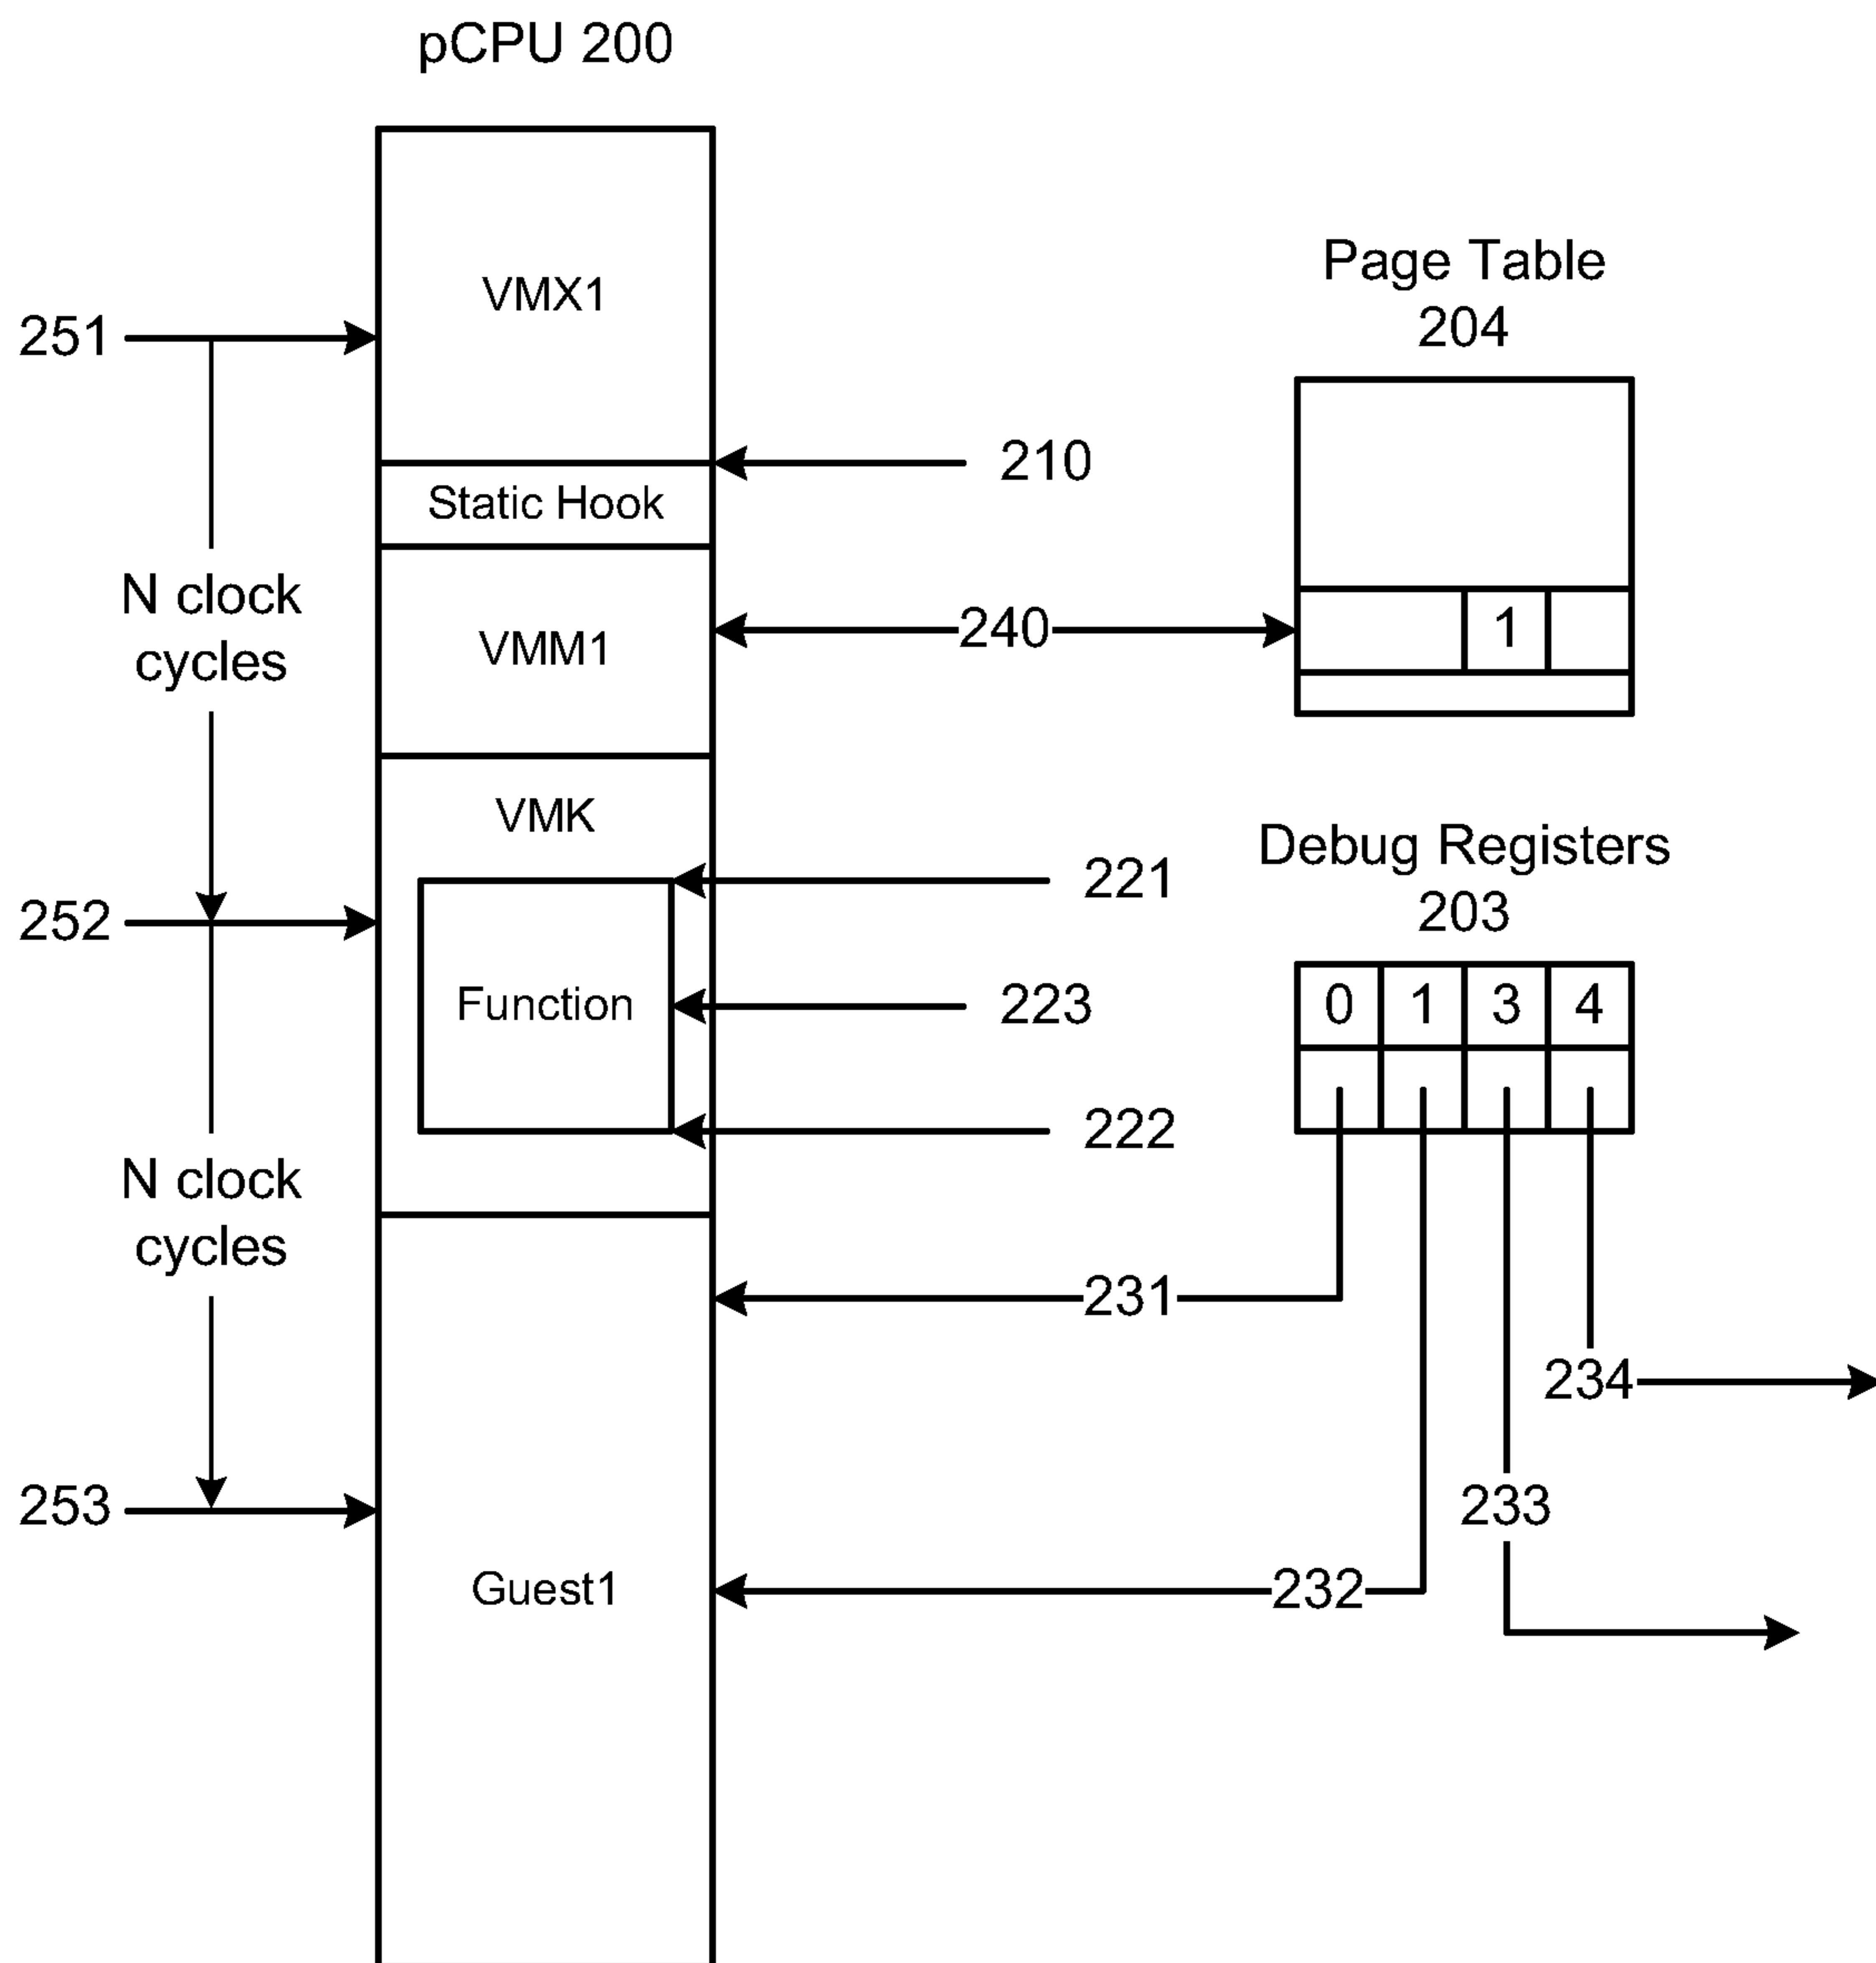 pCPU 200
VMX1
Page Table
204
251
210
Static Hook
N clock
cycles
240
1
VMM1
VMK
Debug Registers
203
221
252
Function
223
0 1 3 4
222
N clock
cycles
231
234
253
233
Guest1
232